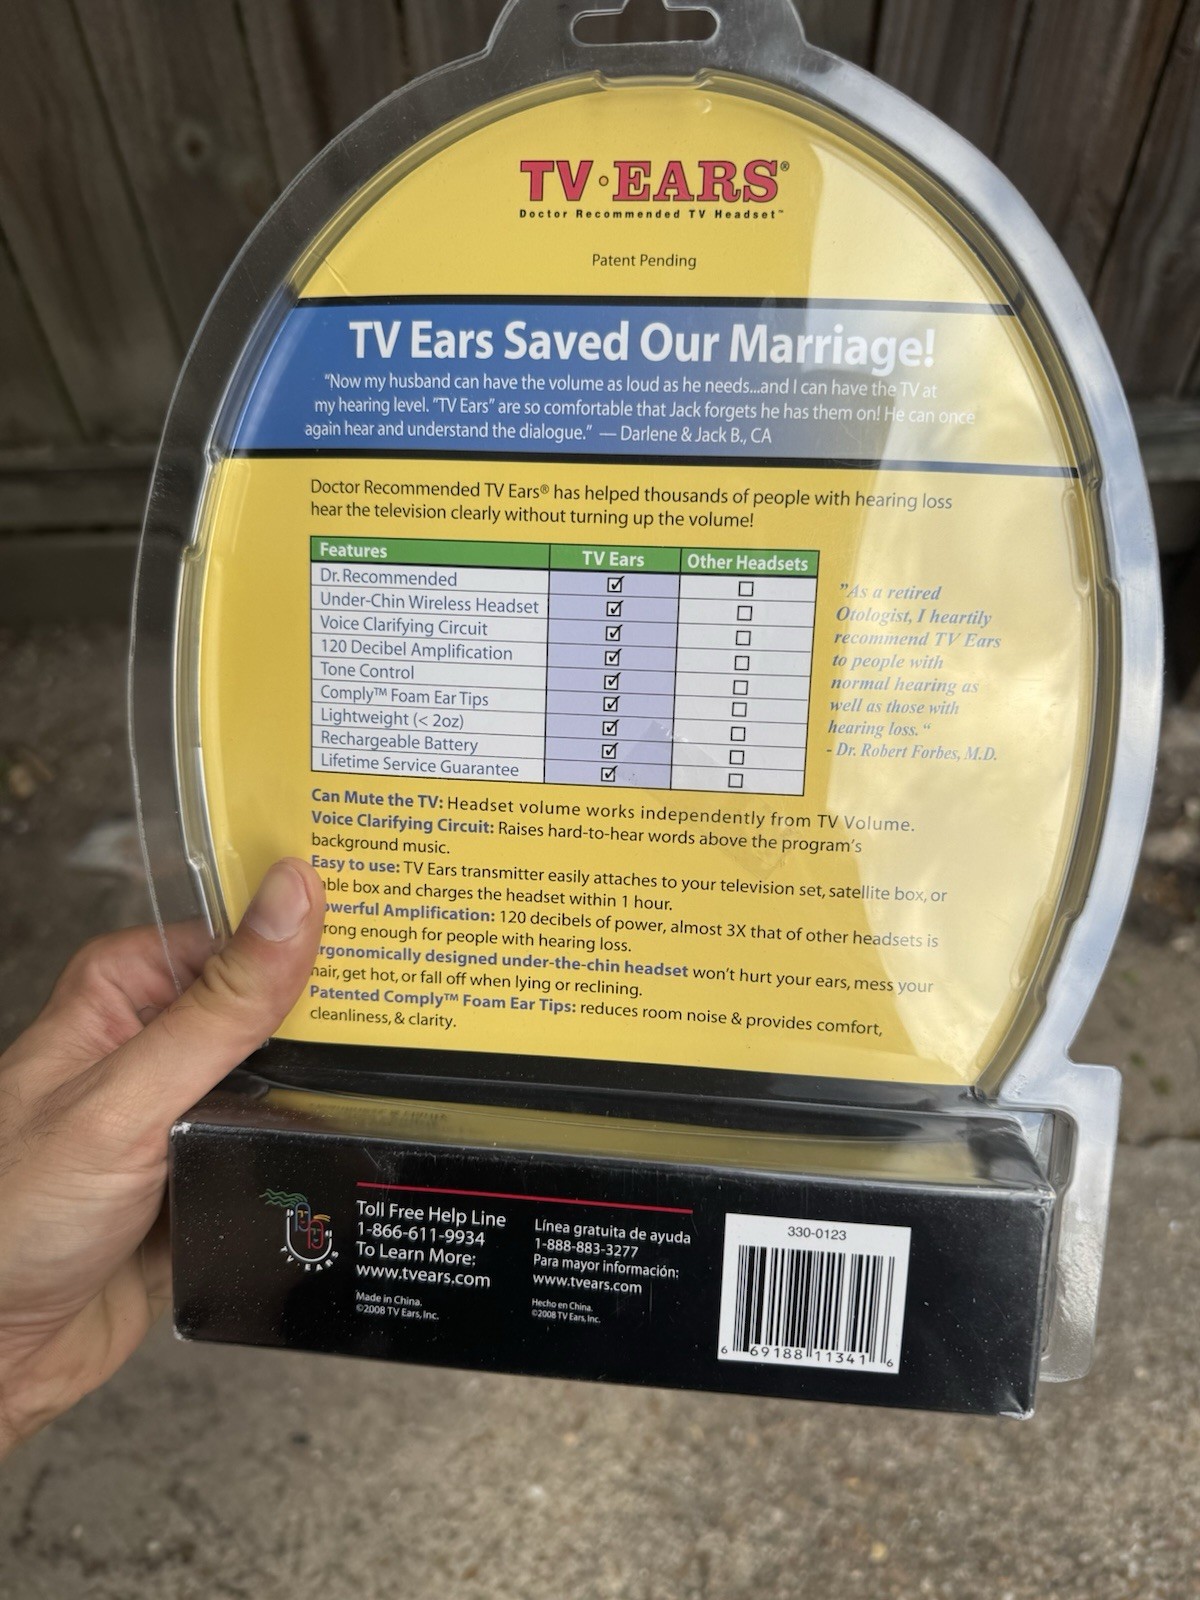 TV·EARS®
Doctor Recommended TV Headset™
Patent Pending
TV Ears Saved Our Marriage!
“Now my husband can have the volume as loud as he needs...and I can have the TV at
my hearing level. ”TV Ears” are so comfortable that Jack forgets he has them on! He can once
again hear and understand the dialogue.” — Darlene & Jack B., CA
Doctor Recommended TV Ears® has helped thousands of people with hearing loss
hear the television clearly without turning up the volume!
Features TV Ears Other Headsets
Dr. Recommended ☑ ☐
Under-Chin Wireless Headset ☑ ☐
Voice Clarifying Circuit ☑ ☐
120 Decibel Amplification ☑ ☐
Tone Control ☑ ☐
Comply™ Foam Ear Tips ☑ ☐
Lightweight (< 2oz) ☑ ☐
Rechargeable Battery ☑ ☐
Lifetime Service Guarantee ☑ ☐
”As a retired
Otologist, I heartily
recommend TV Ears
to people with
normal hearing as
well as those with
hearing loss. “
- Dr. Robert Forbes, M.D.
Can Mute the TV: Headset volume works independently from TV Volume.
Voice Clarifying Circuit: Raises hard-to-hear words above the program’s
background music.
Easy to use: TV Ears transmitter easily attaches to your television set, satellite box, or
able box and charges the headset within 1 hour.
owerful Amplification: 120 decibels of power, almost 3X that of other headsets is
rong enough for people with hearing loss.
rgonomically designed under-the-chin headset won’t hurt your ears, mess your
hair, get hot, or fall off when lying or reclining.
Patented Comply™ Foam Ear Tips: reduces room noise & provides comfort,
cleanliness, & clarity.
TV·EARS
Toll Free Help Line
1-866-611-9934
To Learn More:
www.tvears.com
Made in China.
©2008 TV Ears, Inc.
Línea gratuita de ayuda
1-888-883-3277
Para mayor información:
www.tvears.com
Hecho en China.
©2008 TV Ears, Inc.
330-0123
6 69188 11341 6